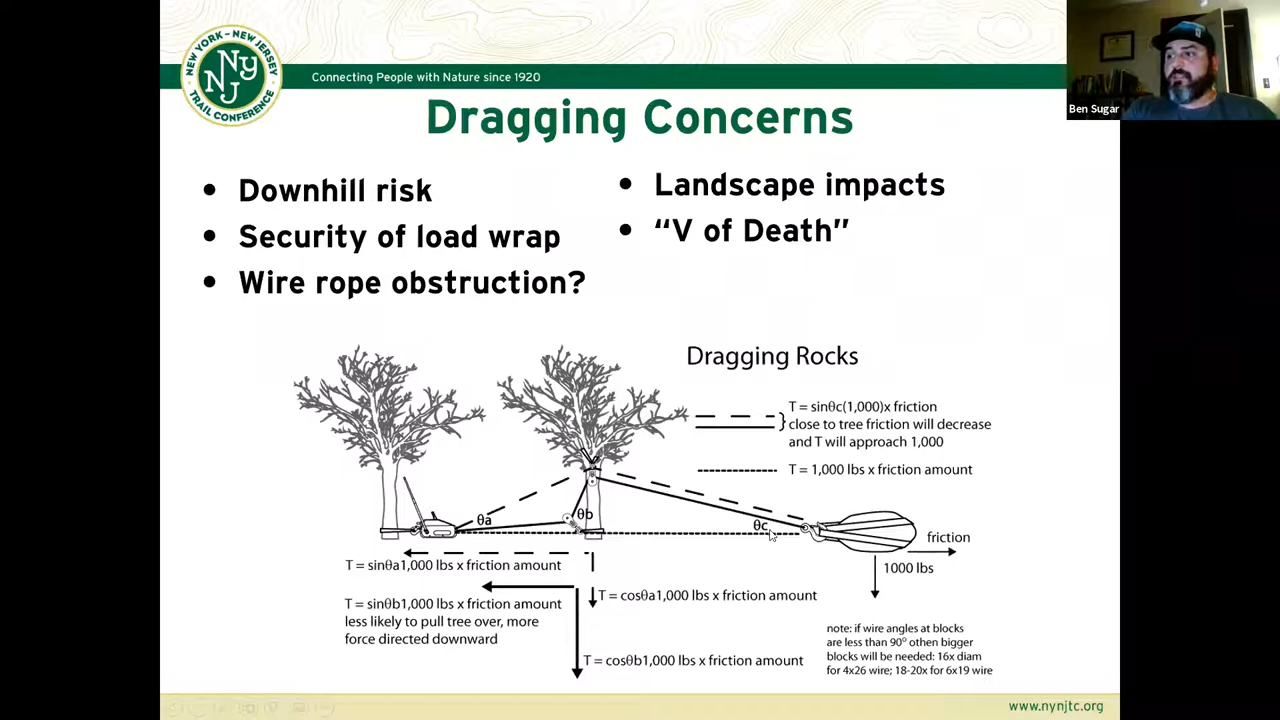 NEW YORK – NEW JERSEY
NY
NJ
TRAIL CONFERENCE
Connecting People with Nature since 1920
Ben Sugar
Dragging Concerns
• Downhill risk
• Security of load wrap
• Wire rope obstruction?
• Landscape impacts
• “V of Death”
Dragging Rocks
T = sinθc(1,000)x friction
close to tree friction will decrease
and T will approach 1,000
T = 1,000 lbs x friction amount
θa
θb
θc
friction
1000 lbs
T = sinθa1,000 lbs x friction amount
T = cosθa1,000 lbs x friction amount
T = sinθb1,000 lbs x friction amount
less likely to pull tree over, more
force directed downward
T = cosθb1,000 lbs x friction amount
note: if wire angles at blocks
are less than 90° othen bigger
blocks will be needed: 16x diam
for 4x26 wire; 18-20x for 6x19 wire
www.nynjtc.org